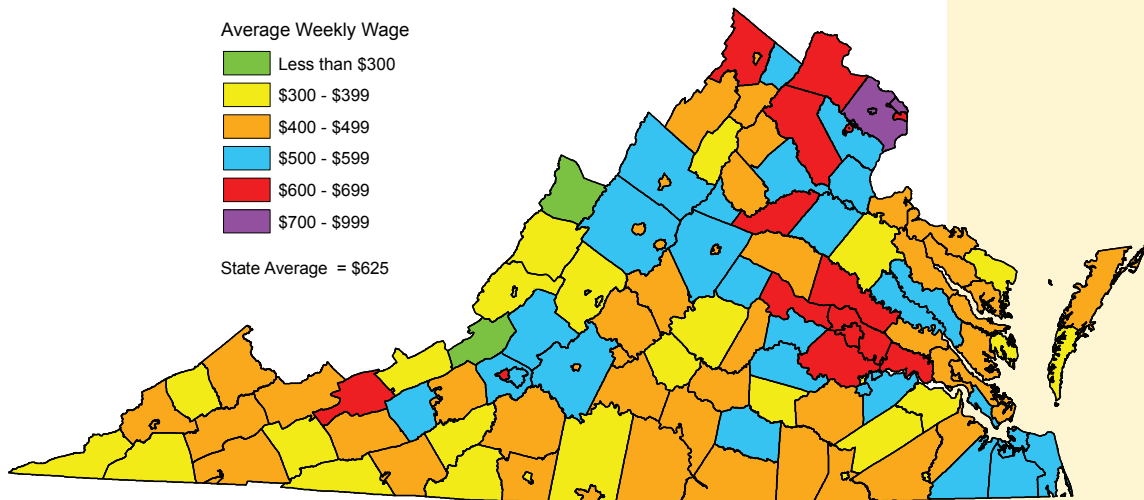 Average Weekly Wage
Less than $300
$300 - $399
$400 - $499
$500 - $599
$600 - $699
$700 - $999
State Average = $625